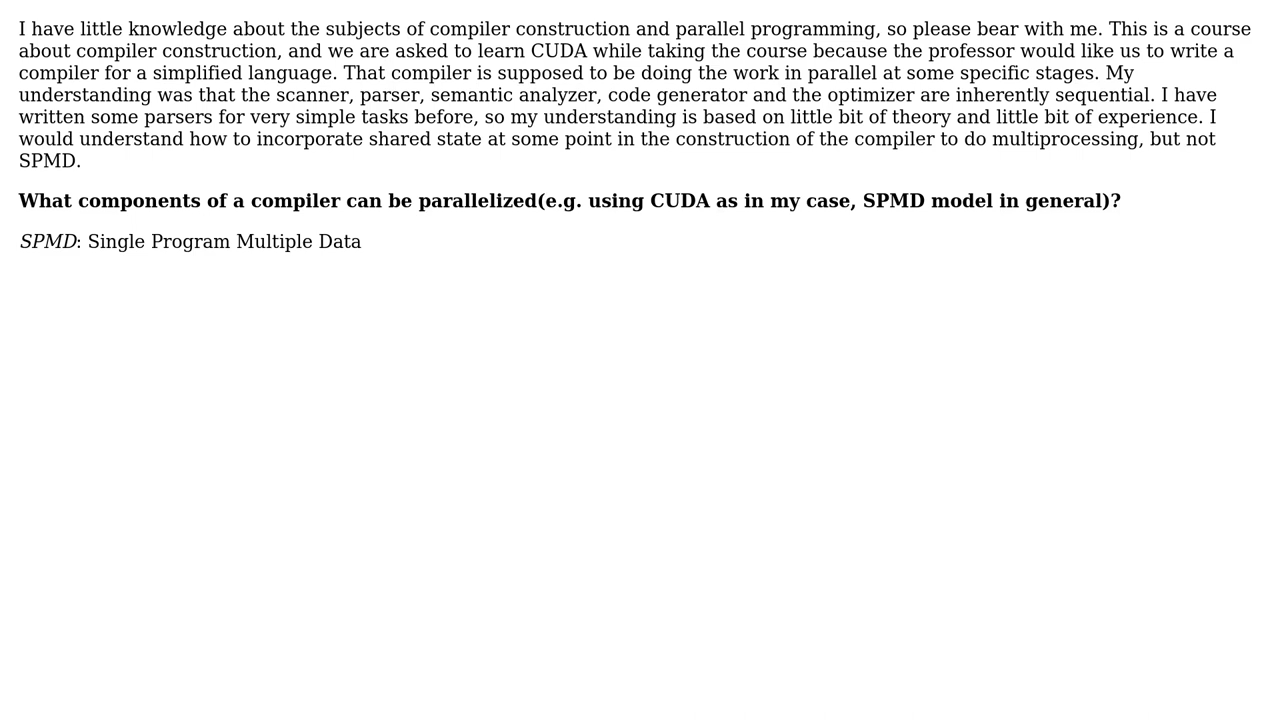 I have little knowledge about the subjects of compiler construction and parallel programming, so please bear with me. This is a course
about compiler construction, and we are asked to learn CUDA while taking the course because the professor would like us to write a
compiler for a simplified language. That compiler is supposed to be doing the work in parallel at some specific stages. My
understanding was that the scanner, parser, semantic analyzer, code generator and the optimizer are inherently sequential. I have
written some parsers for very simple tasks before, so my understanding is based on little bit of theory and little bit of experience. I
would understand how to incorporate shared state at some point in the construction of the compiler to do multiprocessing, but not
SPMD.
What components of a compiler can be parallelized(e.g. using CUDA as in my case, SPMD model in general)?
SPMD: Single Program Multiple Data